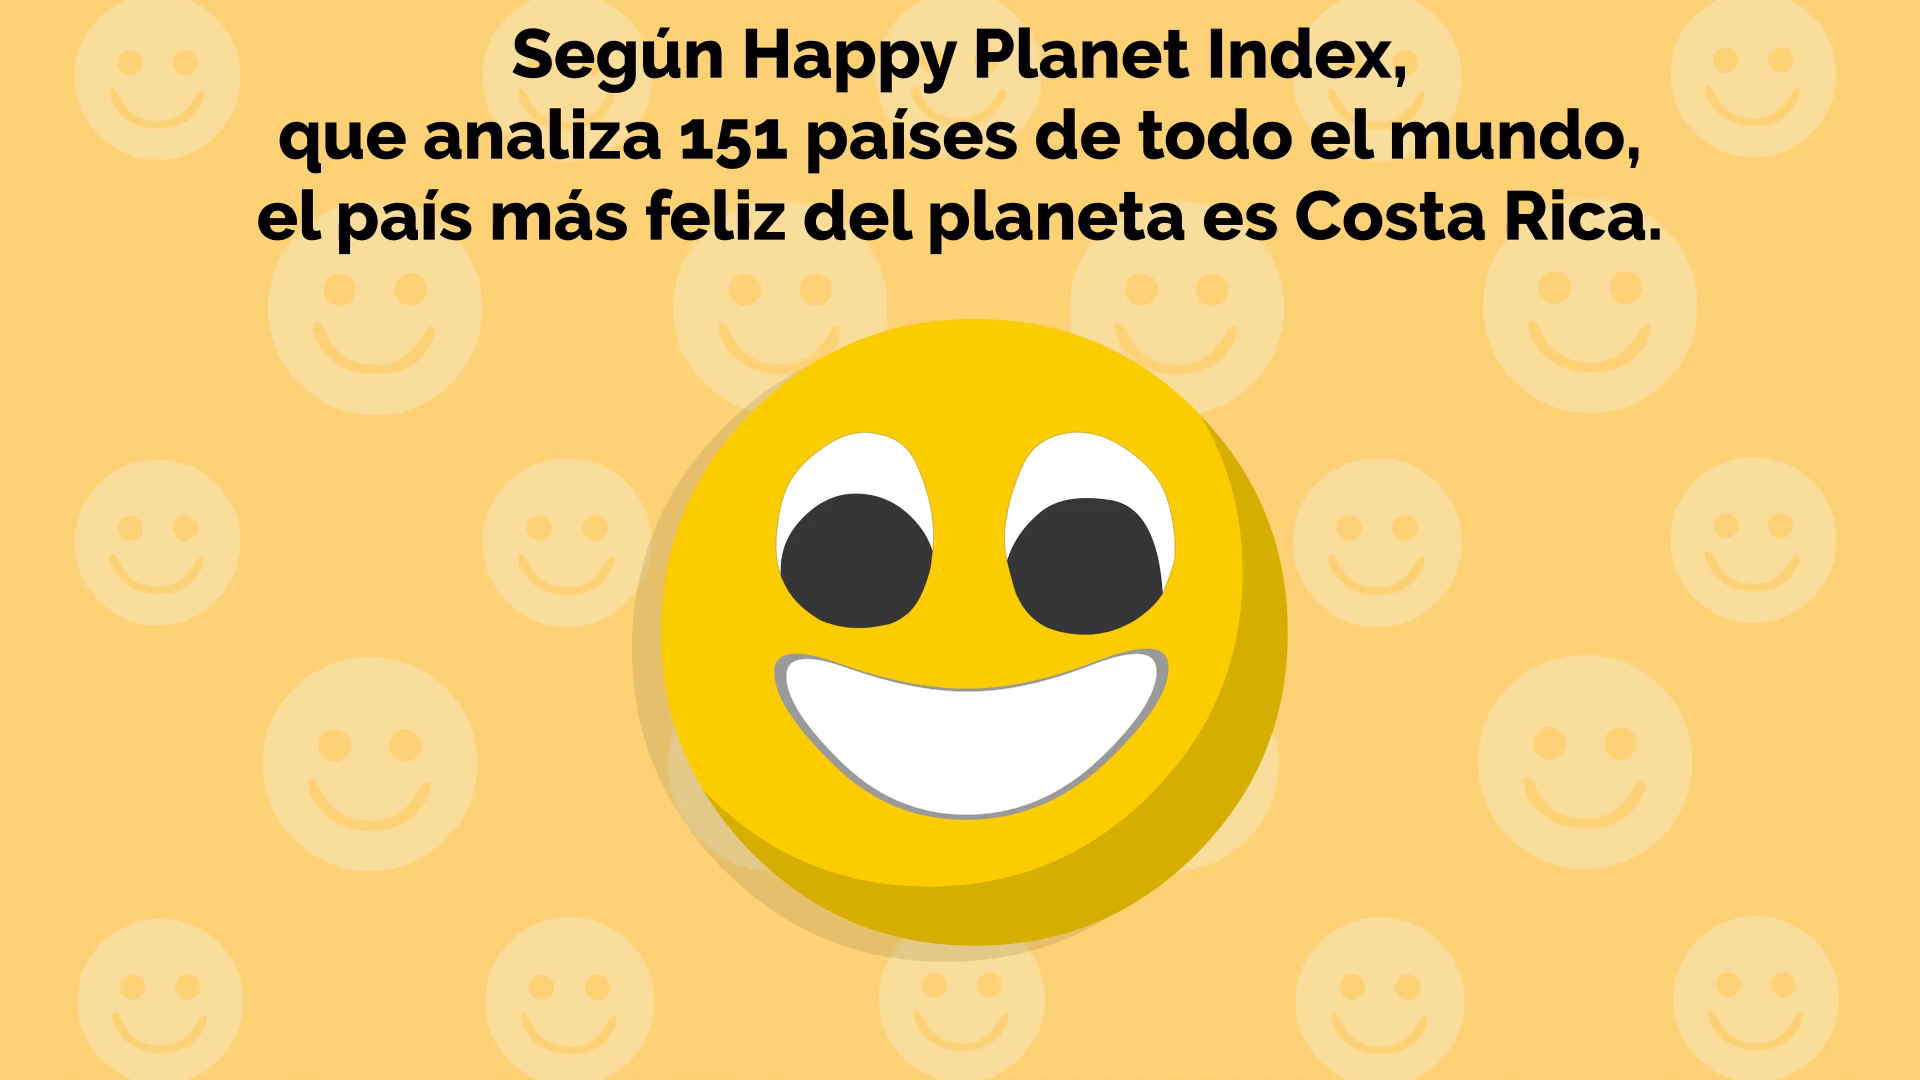 Según Happy Planet Index,
que analiza 151 países de todo el mundo,
el país más feliz del planeta es Costa Rica.